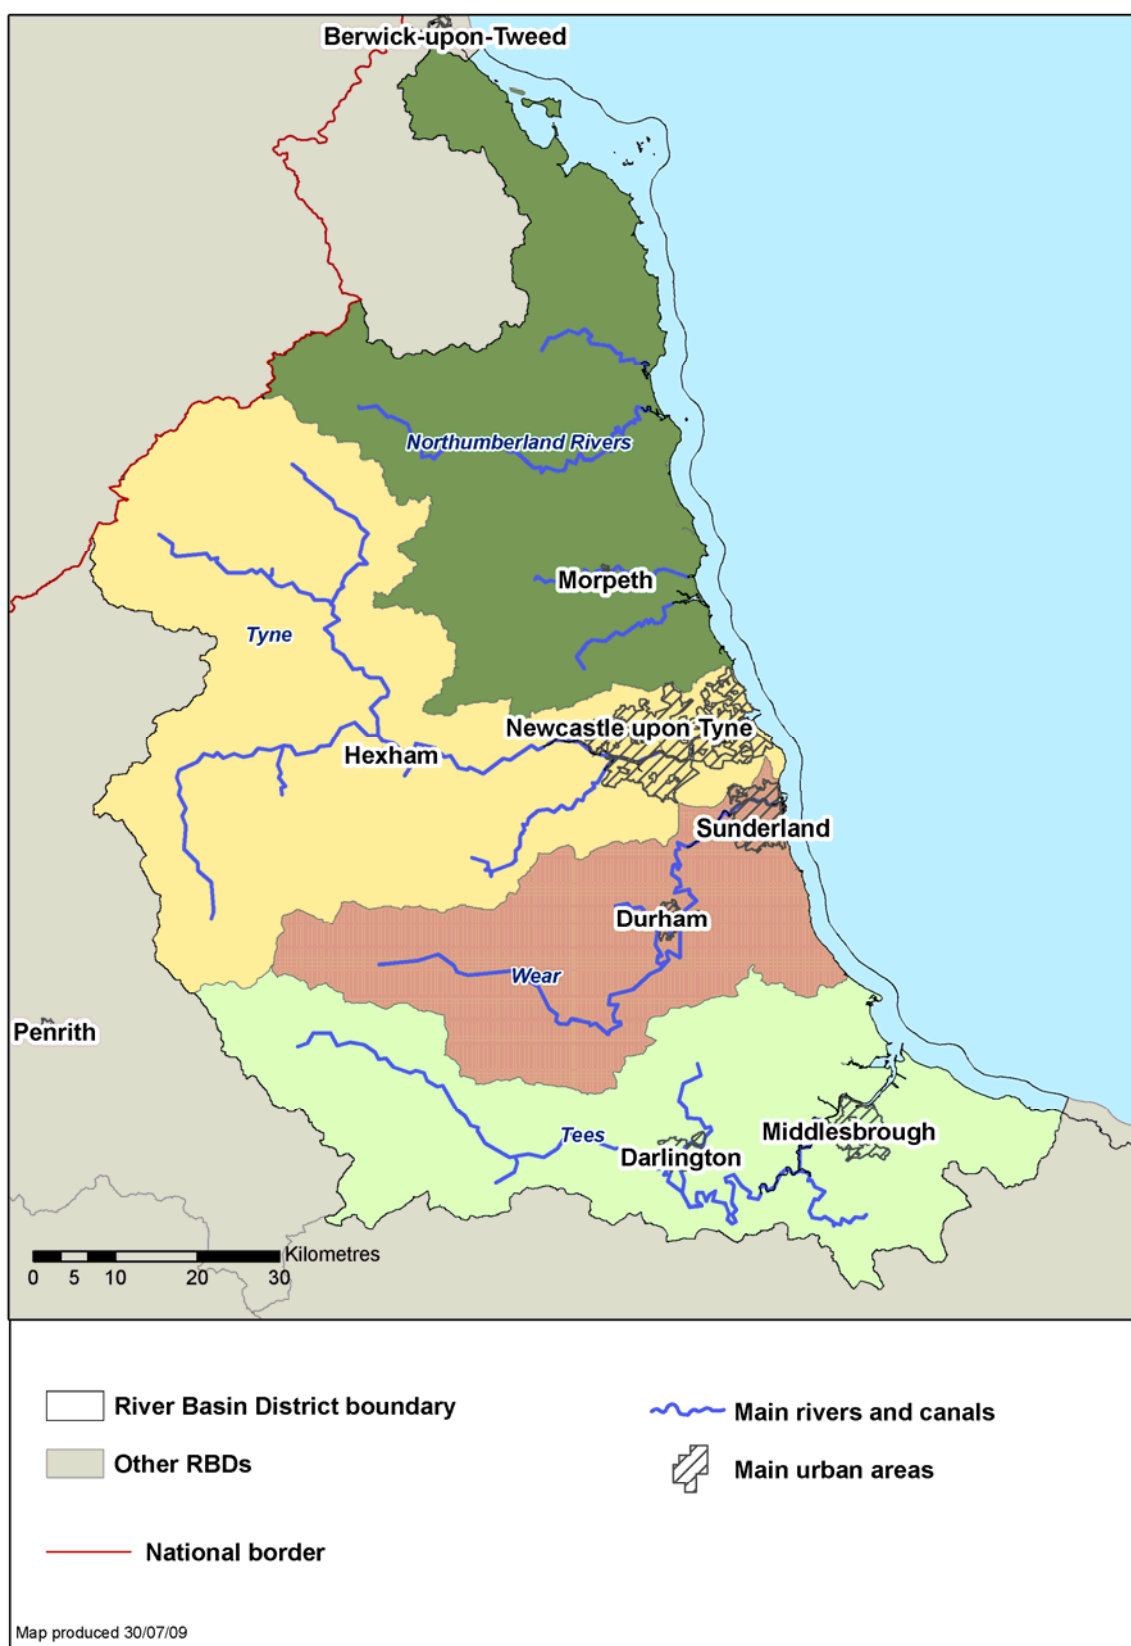 Berwick-upon-Tweed
Northumberland Rivers
Morpeth
Tyne
Newcastle upon Tyne
Hexham
Sunderland
Durham
Wear
Penrith
Tees
Middlesbrough
Darlington
Kilometres
0 5 10 20 30
River Basin District boundary
Main rivers and canals
Other RBDs
Main urban areas
National border
Map produced 30/07/09